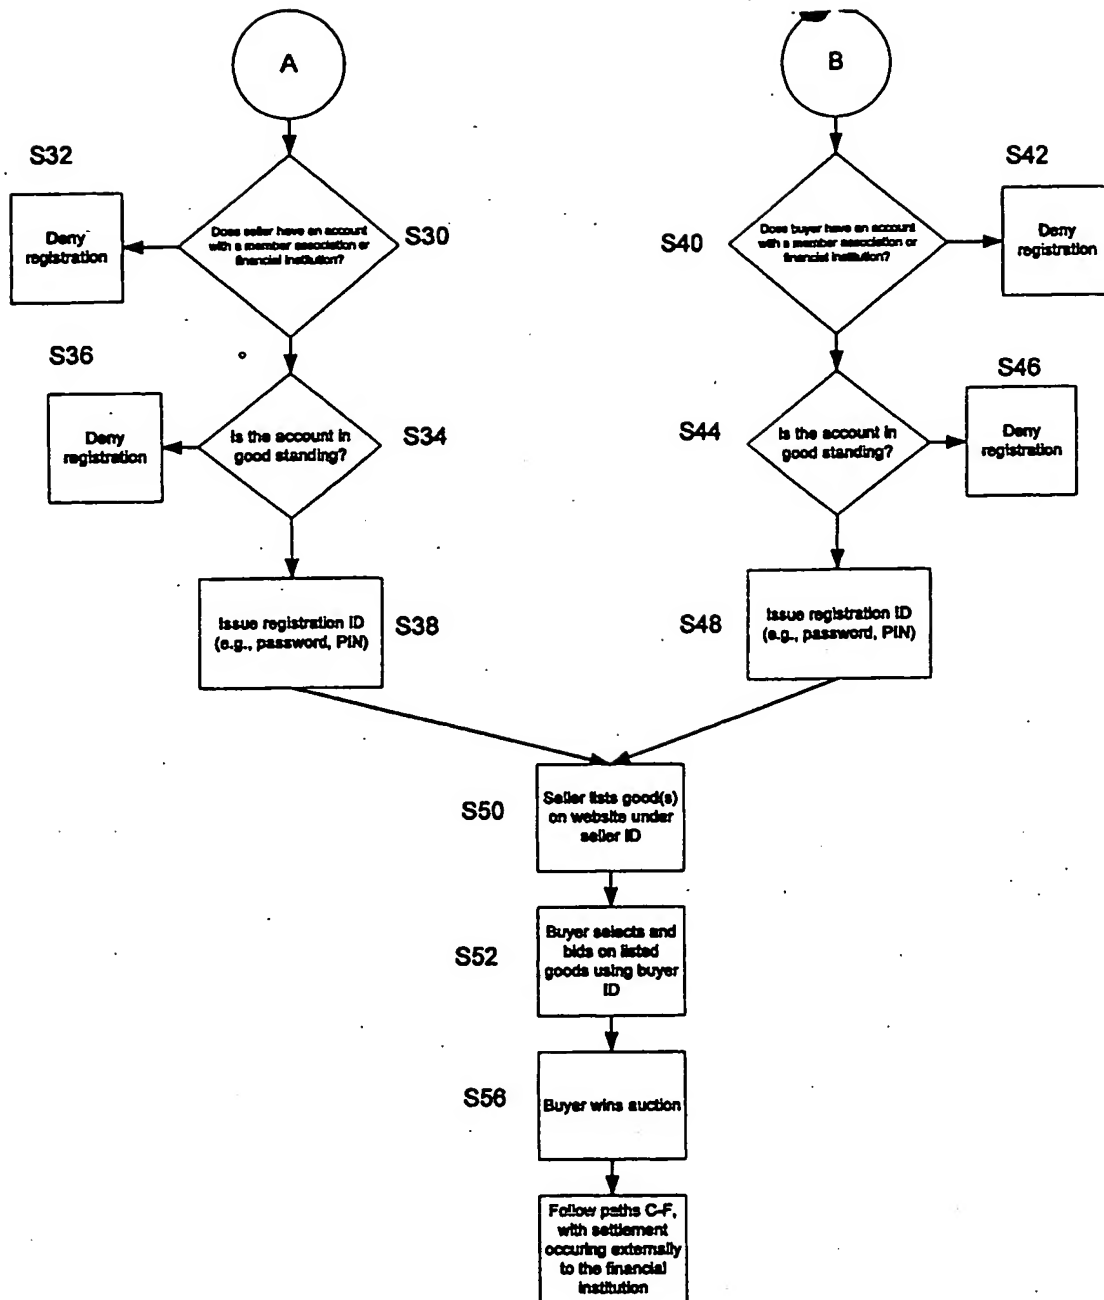 A
B
S32
S42
Deny
registration
Does seller have an account
with a member association or
financial institution?
S30
S40
Does buyer have an account
with a member association or
financial institution?
Deny
registration
S36
S46
Deny
registration
Is the account in
good standing?
S34
S44
Is the account in
good standing?
Deny
registration
Issue registration ID
(e.g., password, PIN)
S38
S48
Issue registration ID
(e.g., password, PIN)
S50
Seller lists good(s)
on website under
seller ID
S52
Buyer selects and
bids on listed
goods using buyer
ID
S56
Buyer wins auction
Follow paths C-F,
with settlement
occuring externally
to the financial
institution